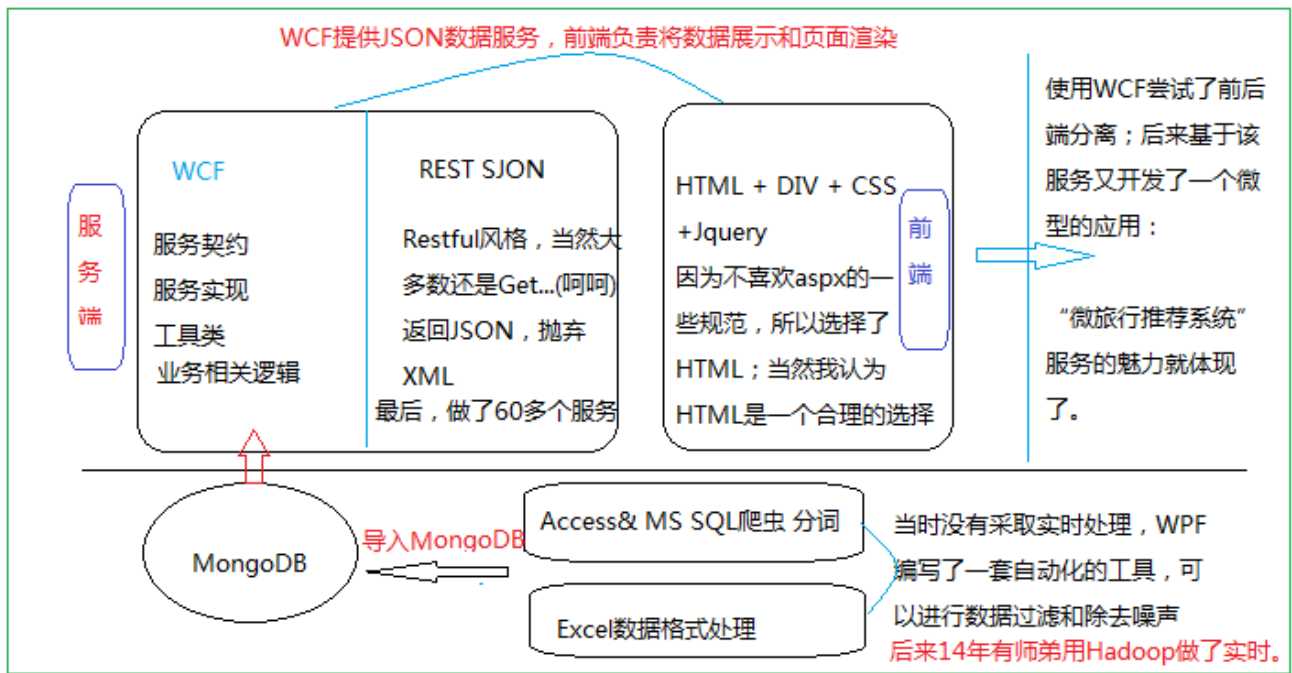 WCF提供JSON数据服务，前端负责将数据展示和页面渲染
服
务
端
WCF
服务契约
服务实现
工具类
业务相关逻辑
REST SJON
Restful风格，当然大
多数还是Get...(呵呵)
返回JSON，抛弃
XML
最后，做了60多个服务
HTML + DIV + CSS
+Jquery
因为不喜欢aspx的一
些规范，所以选择了
HTML；当然我认为
HTML是一个合理的选择
前
端
使用WCF尝试了前后
端分离；后来基于该
服务又开发了一个微
型的应用：
“微旅行推荐系统”
服务的魅力就体现
了。
MongoDB
导入MongoDB
Access& MS SQL爬虫 分词
Excel数据格式处理
当时没有采取实时处理，WPF
编写了一套自动化的工具，可
以进行数据过滤和除去噪声
后来14年有师弟用Hadoop做了实时。